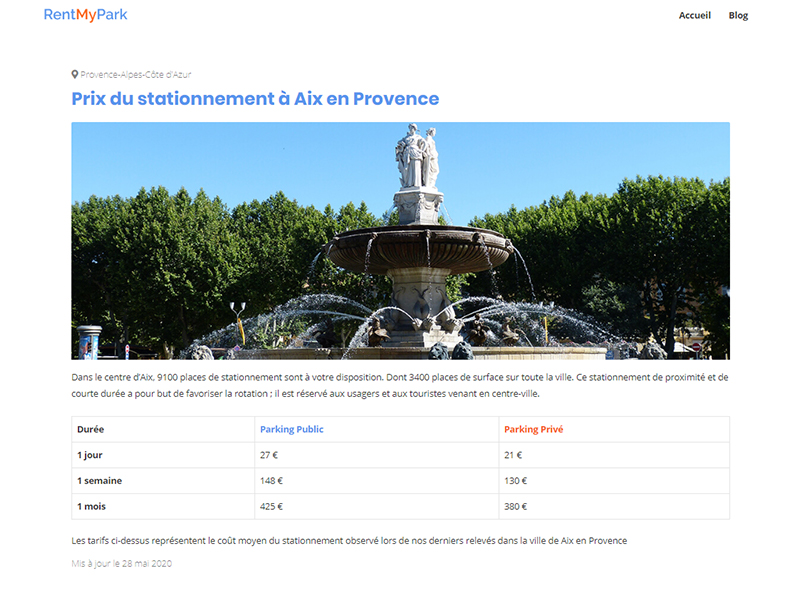 RentMyPark
Accueil Blog
Provence-Alpes-Côte d'Azur
Prix du stationnement à Aix en Provence
Dans le centre d'Aix, 9100 places de stationnement sont à votre disposition. Dont 3400 places de surface sur toute la ville. Ce stationnement de proximité et de
courte durée a pour but de favoriser la rotation ; il est réservé aux usagers et aux touristes venant en centre-ville.
Durée Parking Public Parking Privé
1 jour 27 € 21 €
1 semaine 148 € 130 €
1 mois 425 € 380 €
Les tarifs ci-dessus représentent le coût moyen du stationnement observé lors de nos derniers relevés dans la ville de Aix en Provence
Mis à jour le 28 mai 2020